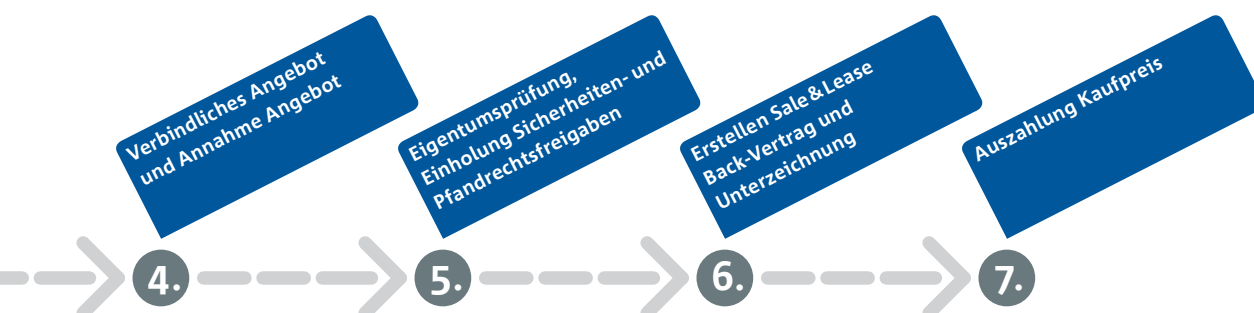 Verbindliches Angebot
und Annahme Angebot
4.
Eigentumsprüfung,
Einholung Sicherheiten- und
Pfandrechtsfreigaben
5.
Erstellen Sale & Lease
Back-Vertrag und
Unterzeichnung
6.
Auszahlung Kaufpreis
7.